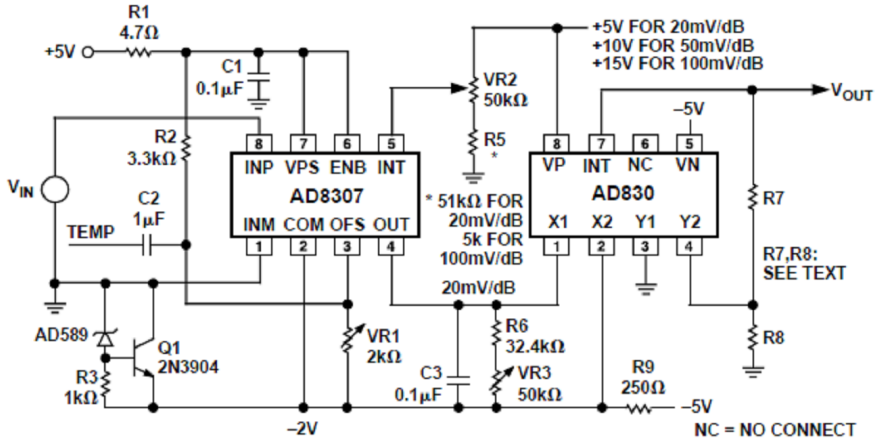 R1
4.7Ω
+5V
C1
0.1µF
R2
3.3kΩ
C2
1µF
TEMP
VIN
VR2
50kΩ
R5
*
+5V FOR 20mV/dB
+10V FOR 50mV/dB
+15V FOR 100mV/dB
VOUT
–5V
8 7 6 5
INP VPS ENB INT
AD8307
INM COM OFS OUT
1 2 3 4
8 7 6 5
VP INT NC VN
AD830
X1 X2 Y1 Y2
1 2 3 4
* 51kΩ FOR
20mV/dB
5k FOR
100mV/dB
20mV/dB
R7
R7,R8:
SEE TEXT
R8
AD589
Q1
2N3904
R3
1kΩ
VR1
2kΩ
C3
0.1µF
R6
32.4kΩ
VR3
50kΩ
R9
250Ω
–5V
–2V
NC = NO CONNECT